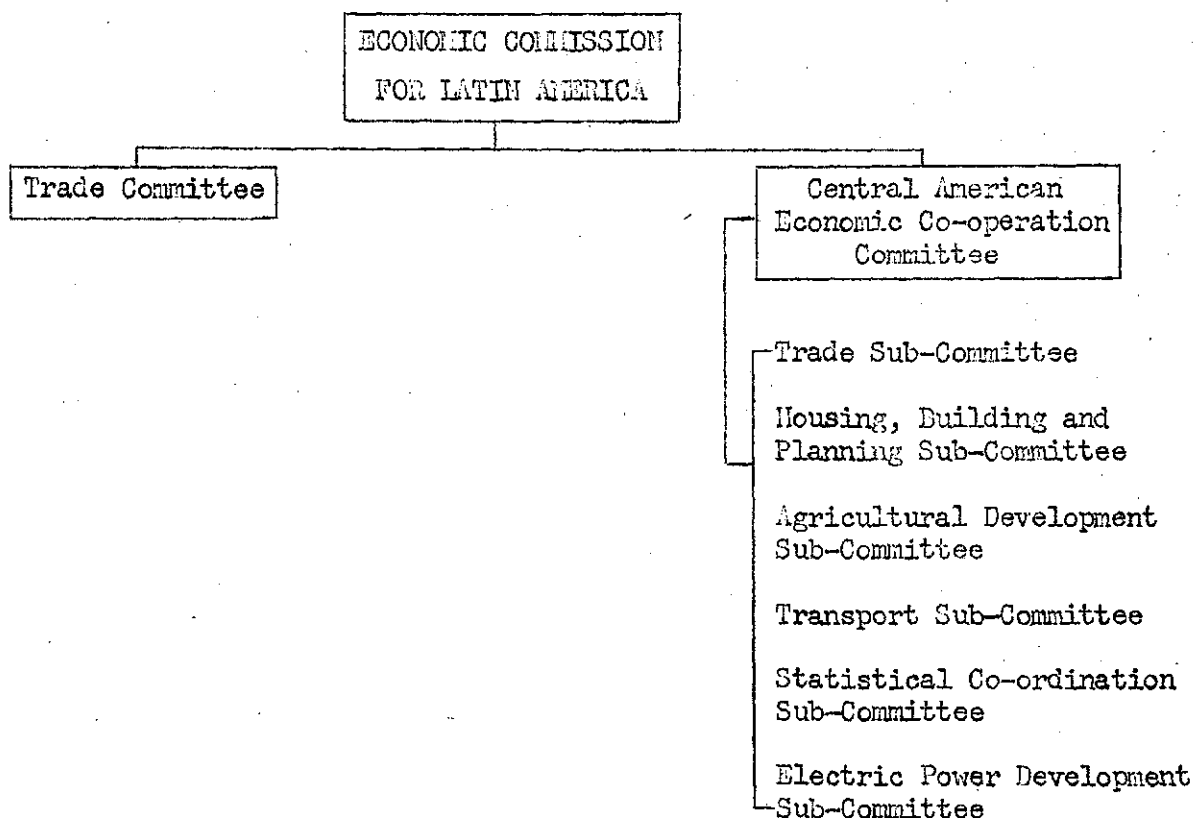 ECONOMIC COMMISSION
FOR LATIN AMERICA
Trade Committee
Central American
Economic Co-operation
Committee
Trade Sub-Committee
Housing, Building and
Planning Sub-Committee
Agricultural Development
Sub-Committee
Transport Sub-Committee
Statistical Co-ordination
Sub-Committee
Electric Power Development
Sub-Committee